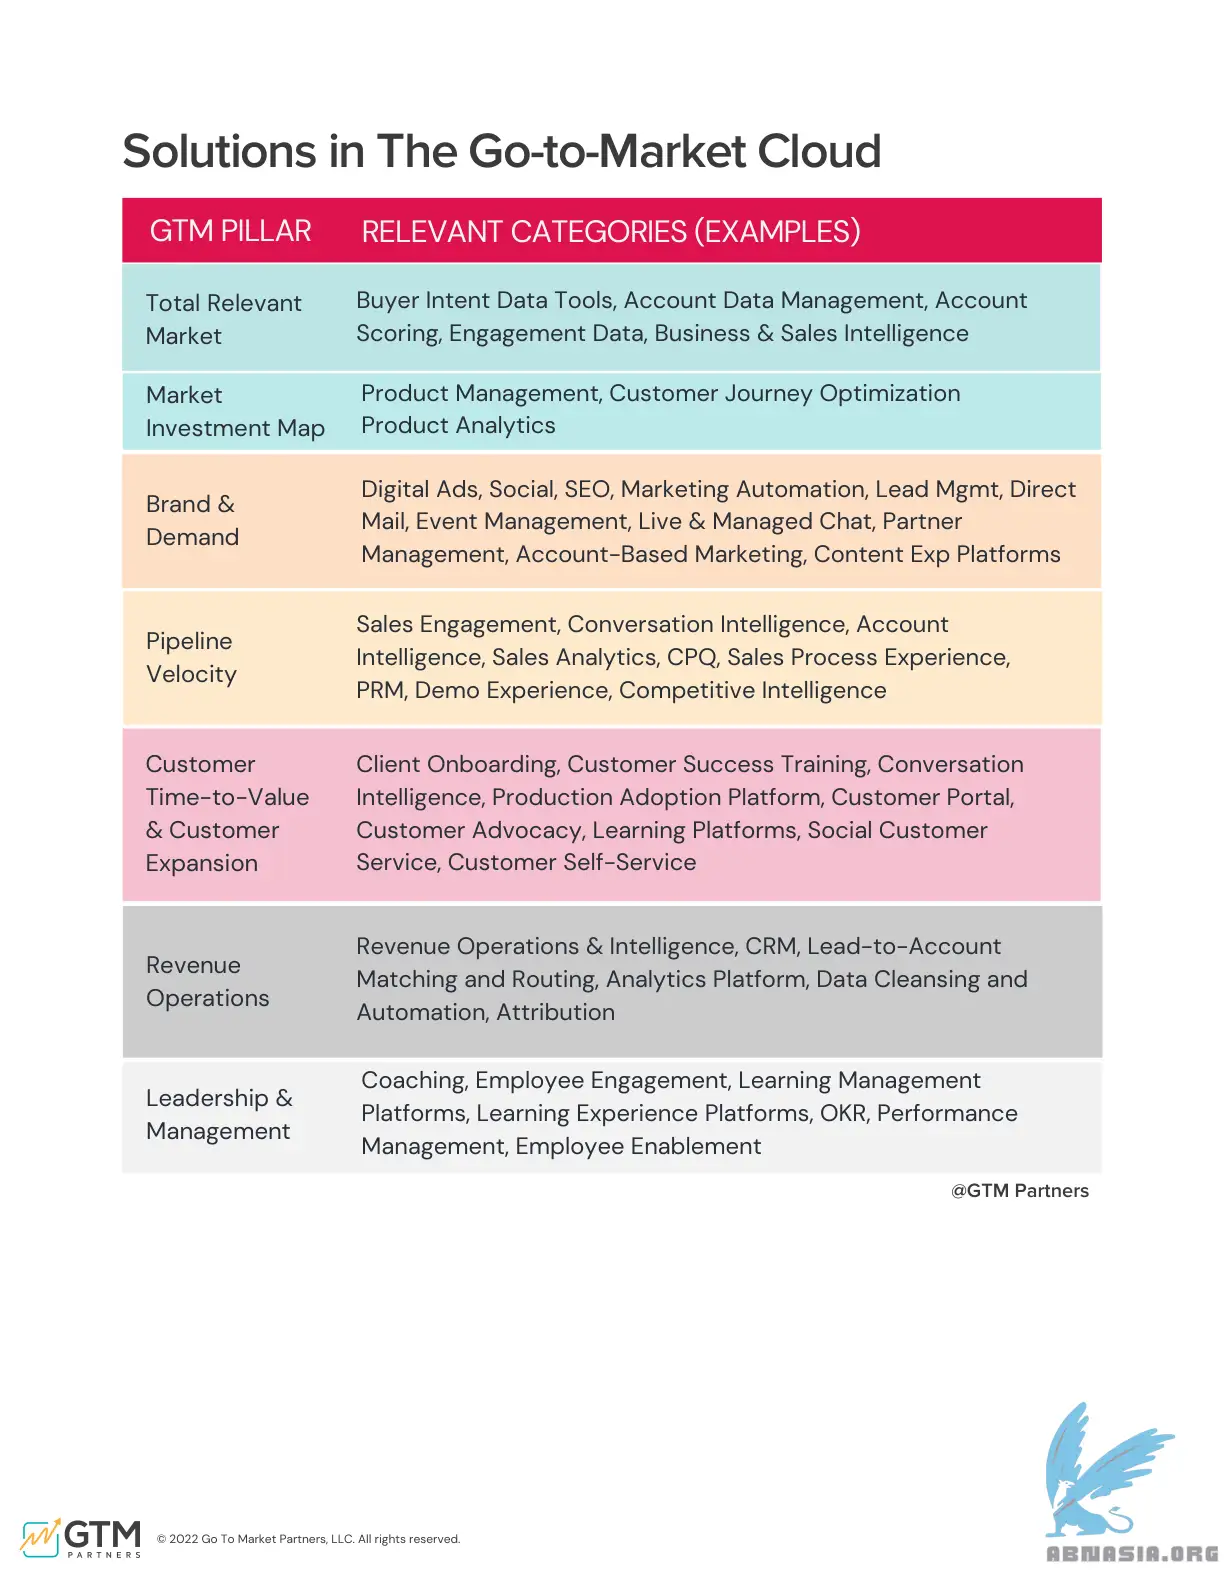 Solutions in The Go-to-Market Cloud
GTM PILLAR
RELEVANT CATEGORIES (EXAMPLES)
Total Relevant
Market
Buyer Intent Data Tools, Account Data Management, Account
Scoring, Engagement Data, Business & Sales Intelligence
Market
Investment Map
Product Management, Customer Journey Optimization
Product Analytics
Brand &
Demand
Digital Ads, Social, SEO, Marketing Automation, Lead Mgmt, Direct
Mail, Event Management, Live & Managed Chat, Partner
Management, Account-Based Marketing, Content Exp Platforms
Pipeline
Velocity
Sales Engagement, Conversation Intelligence, Account
Intelligence, Sales Analytics, CPQ, Sales Process Experience,
PRM, Demo Experience, Competitive Intelligence
Customer
Time-to-Value
& Customer
Expansion
Client Onboarding, Customer Success Training, Conversation
Intelligence, Production Adoption Platform, Customer Portal,
Customer Advocacy, Learning Platforms, Social Customer
Service, Customer Self-Service
Revenue
Operations
Revenue Operations & Intelligence, CRM, Lead-to-Account
Matching and Routing, Analytics Platform, Data Cleansing and
Automation, Attribution
Leadership &
Management
Coaching, Employee Engagement, Learning Management
Platforms, Learning Experience Platforms, OKR, Performance
Management, Employee Enablement
@GTM Partners
GTM
PARTNERS
© 2022 Go To Market Partners, LLC. All rights reserved.
ABNASIA.ORG